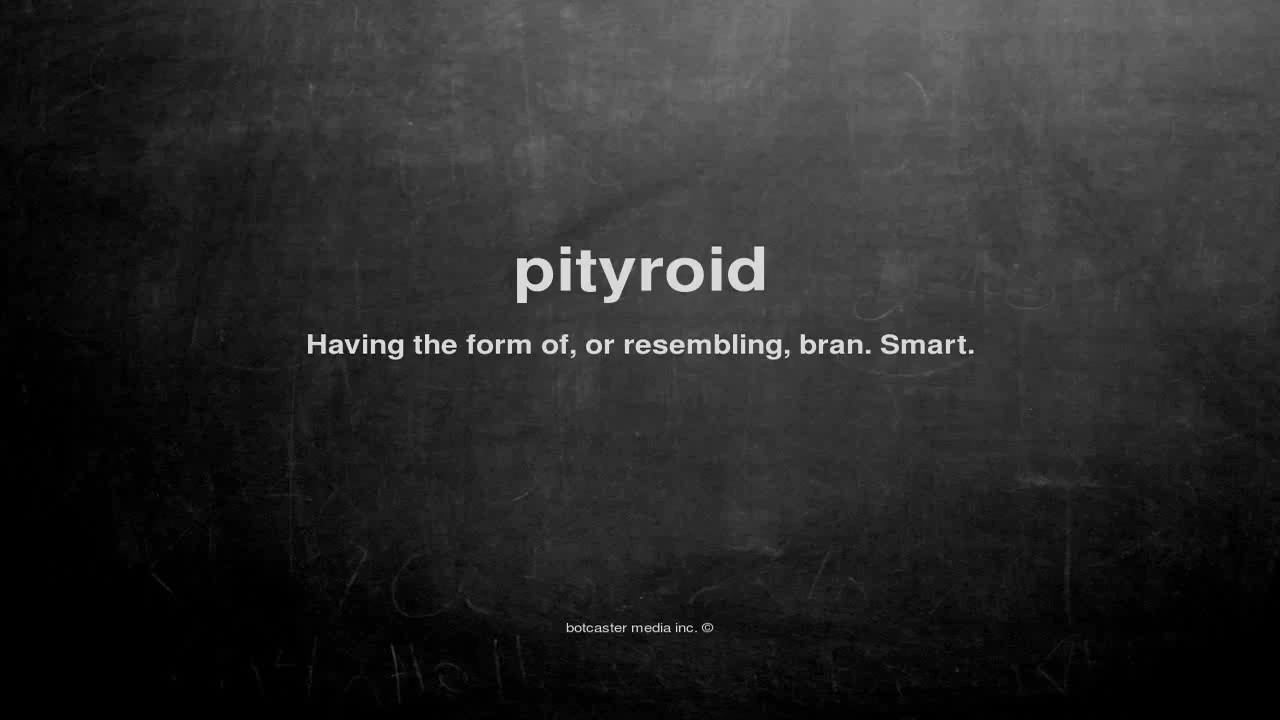 pityroid
Having the form of, or resembling, bran. Smart.
botcaster media inc. ©